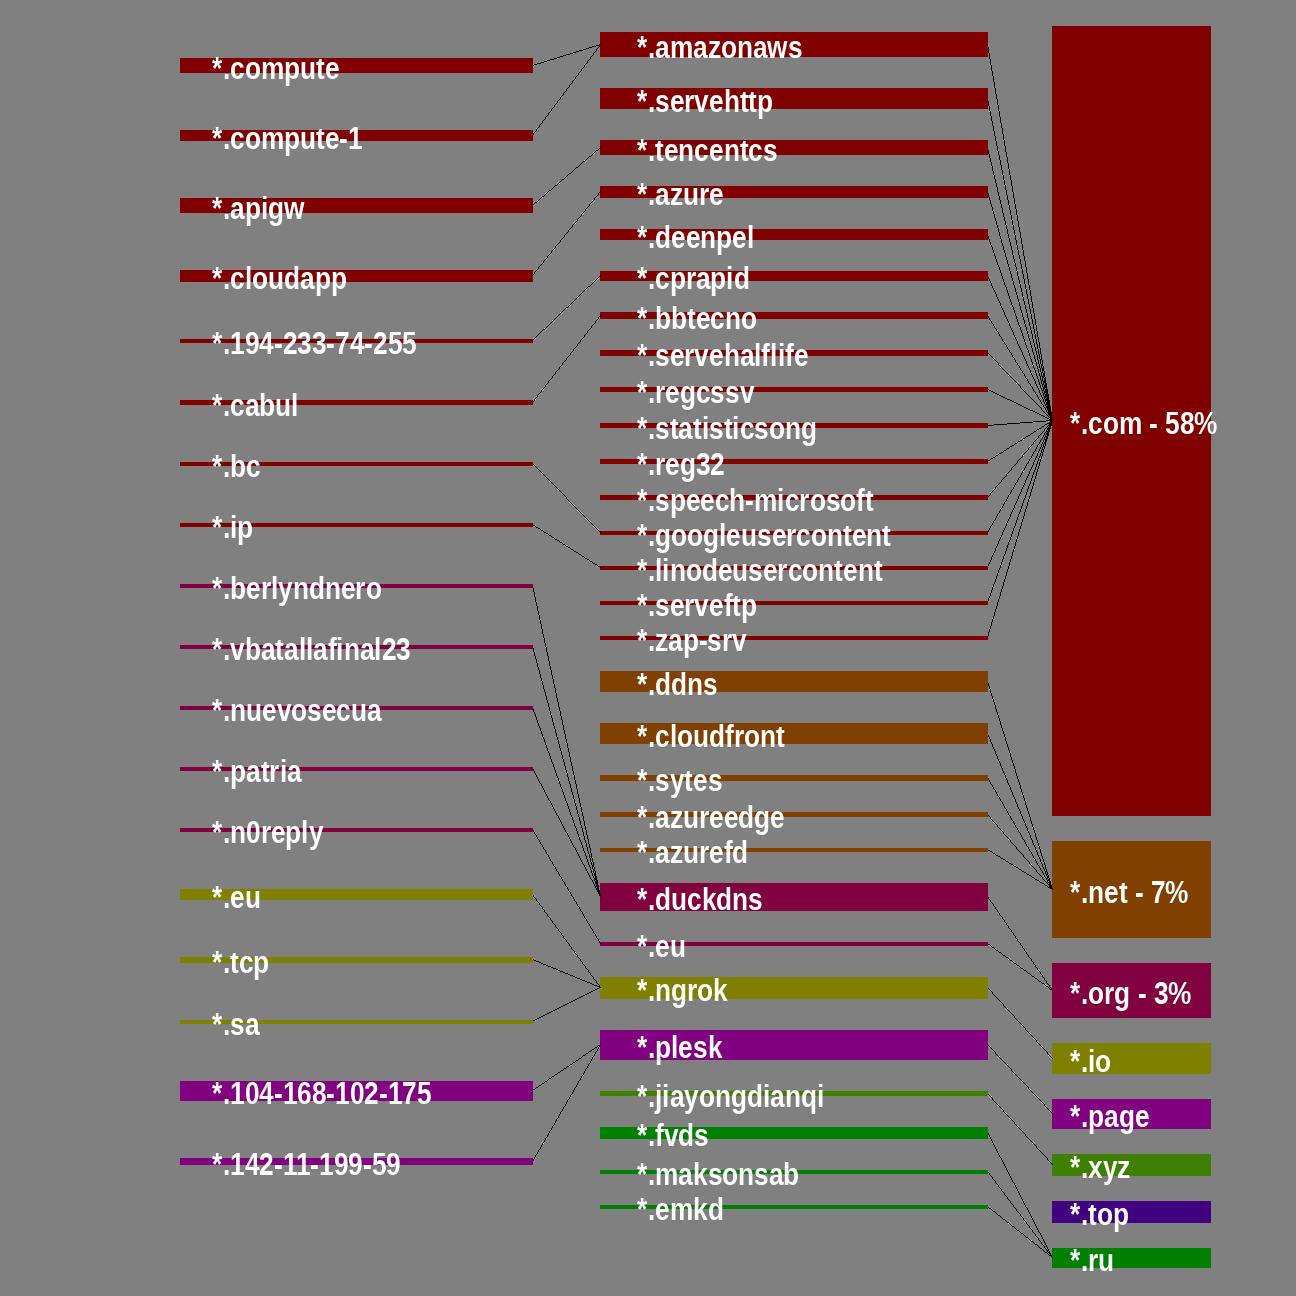 *.compute
*.compute-1
*.apigw
*.cloudapp
*.194-233-74-255
*.cabul
*.bc
*.ip
*.berlyndnero
*.vbatallafinal23
*.nuevosecua
*.patria
*.n0reply
*.eu
*.tcp
*.sa
*.104-168-102-175
*.142-11-199-59
*.amazonaws
*.servehttp
*.tencentcs
*.azure
*.deenpel
*.cprapid
*.bbtecno
*.servehalflife
*.regcssv
*.statisticsong
*.reg32
*.speech-microsoft
*.googleusercontent
*.linodeusercontent
*.serveftp
*.zap-srv
*.ddns
*.cloudfront
*.sytes
*.azureedge
*.azurefd
*.duckdns
*.eu
*.ngrok
*.plesk
*.jiayongdianqi
*.fvds
*.maksonsab
*.emkd
*.com - 58%
*.net - 7%
*.org - 3%
*.io
*.page
*.xyz
*.top
*.ru